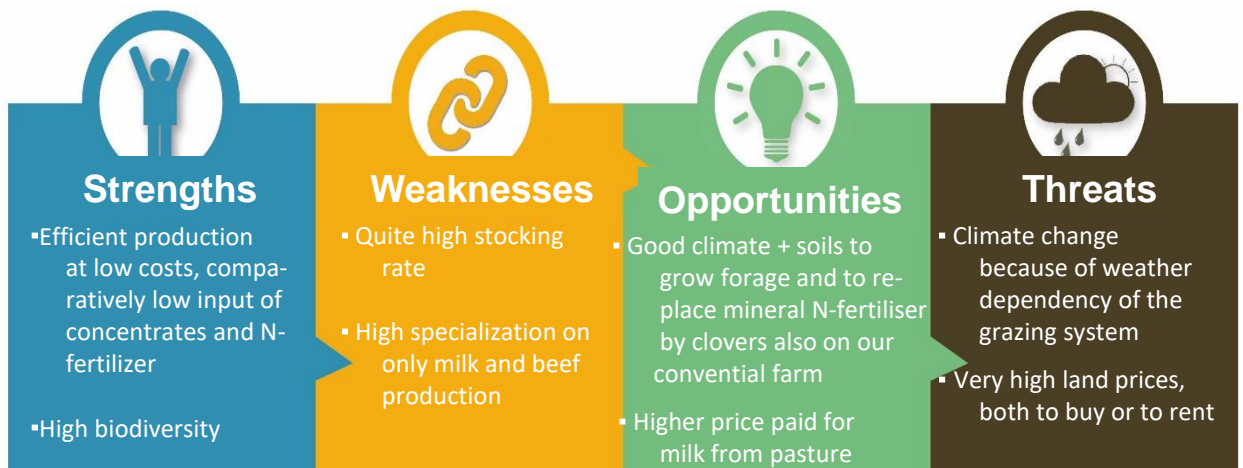 Strengths
▪Efficient production
at low costs, compa-
ratively low input of
concentrates and N-
fertilizer
▪High biodiversity
Weaknesses
▪ Quite high stocking
rate
▪ High specialization on
only milk and beef
production
Opportunities
▪ Good climate + soils to
grow forage and to re-
place mineral N-fertiliser
by clovers also on our
convential farm
▪ Higher price paid for
milk from pasture
Threats
▪ Climate change
because of weather
dependency of the
grazing system
▪ Very high land prices,
both to buy or to rent